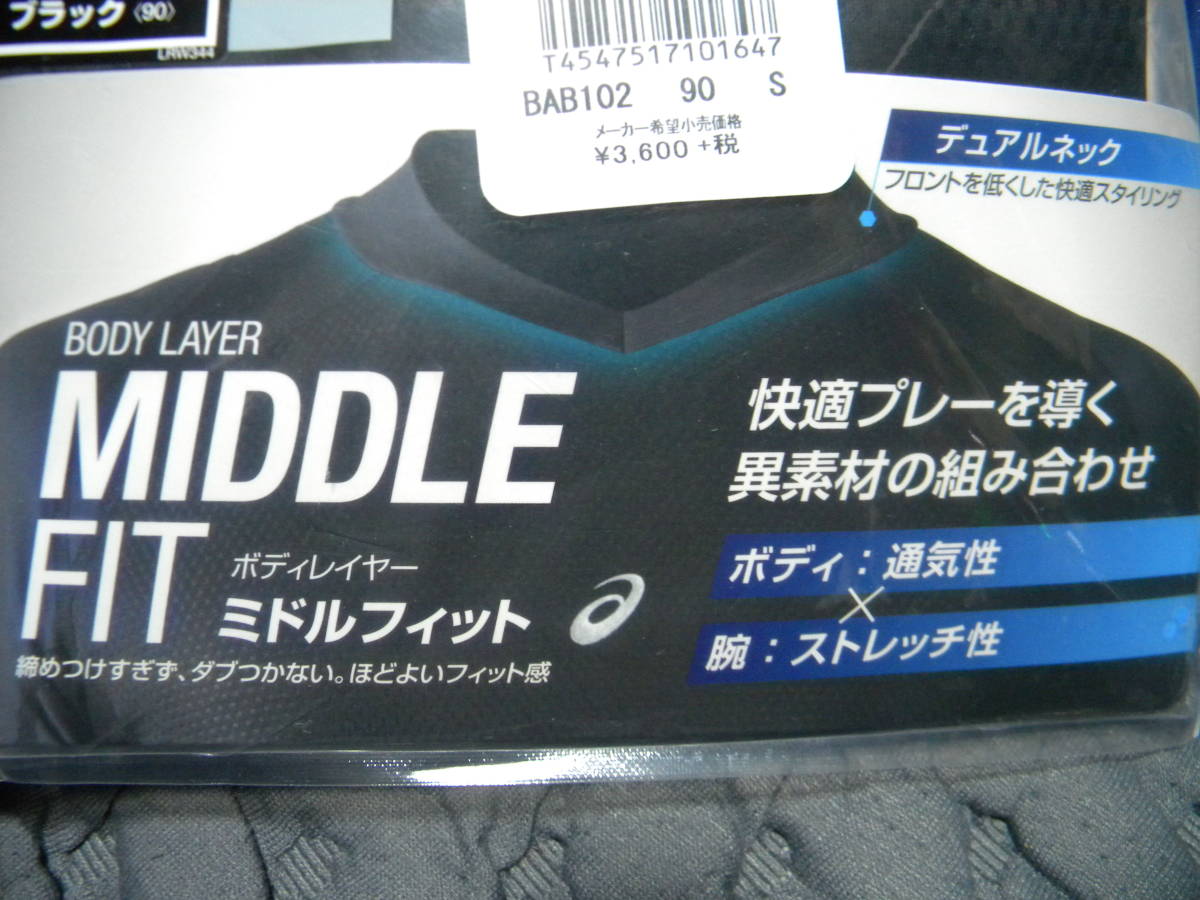 ブラック〈90〉
LRW344
T4547517101647
BAB102 90 S
メーカー希望小売価格
¥3,600 +税
デュアルネック
フロントを低くした快適スタイリング
BODY LAYER
MIDDLE
FIT
ボディレイヤー
ミドルフィット
締めつけすぎず、ダブつかない。ほどよいフィット感
快適プレーを導く
異素材の組み合わせ
ボディ：通気性
×
腕：ストレッチ性